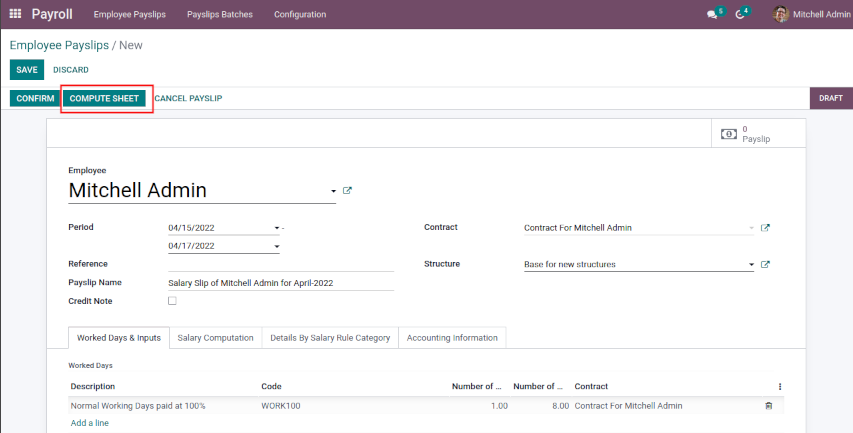 Payroll Employee Payslips Payslips Batches Configuration 5 4 Mitchell Admin
Employee Payslips / New
SAVE DISCARD
CONFIRM COMPUTE SHEET CANCEL PAYSLIP DRAFT
0
Payslip
Employee
Mitchell Admin
Period 04/15/2022 - Contract Contract For Mitchell Admin
04/17/2022
Reference Structure Base for new structures
Payslip Name Salary Slip of Mitchell Admin for April-2022
Credit Note
Worked Days & Inputs Salary Computation Details By Salary Rule Category Accounting Information
Worked Days
Description Code Number of ... Number of ... Contract
Normal Working Days paid at 100% WORK100 1.00 8.00 Contract For Mitchell Admin
Add a line